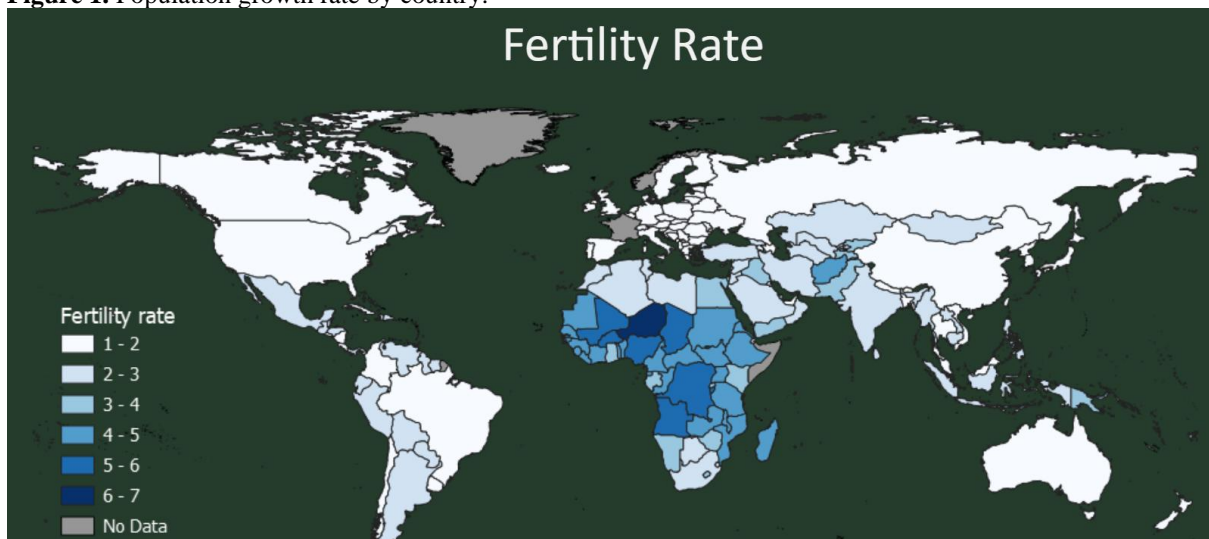 Figure 1. Population growth rate by country.
Fertility Rate
Fertility rate
1 - 2
2 - 3
3 - 4
4 - 5
5 - 6
6 - 7
No Data